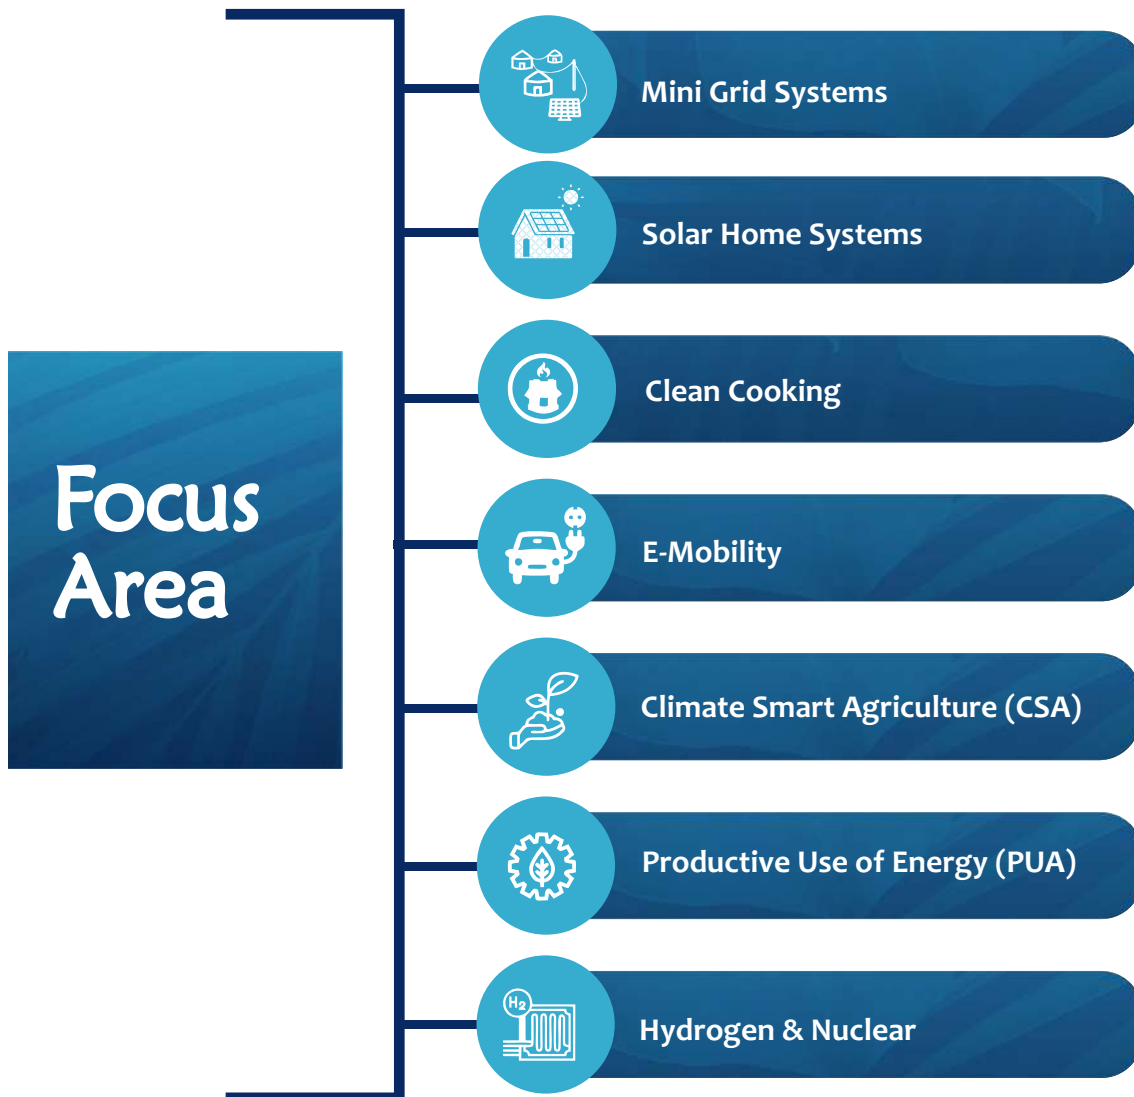 Focus
Area
Mini Grid Systems
Solar Home Systems
Clean Cooking
E-Mobility
Climate Smart Agriculture (CSA)
Productive Use of Energy (PUA)
H2
Hydrogen & Nuclear